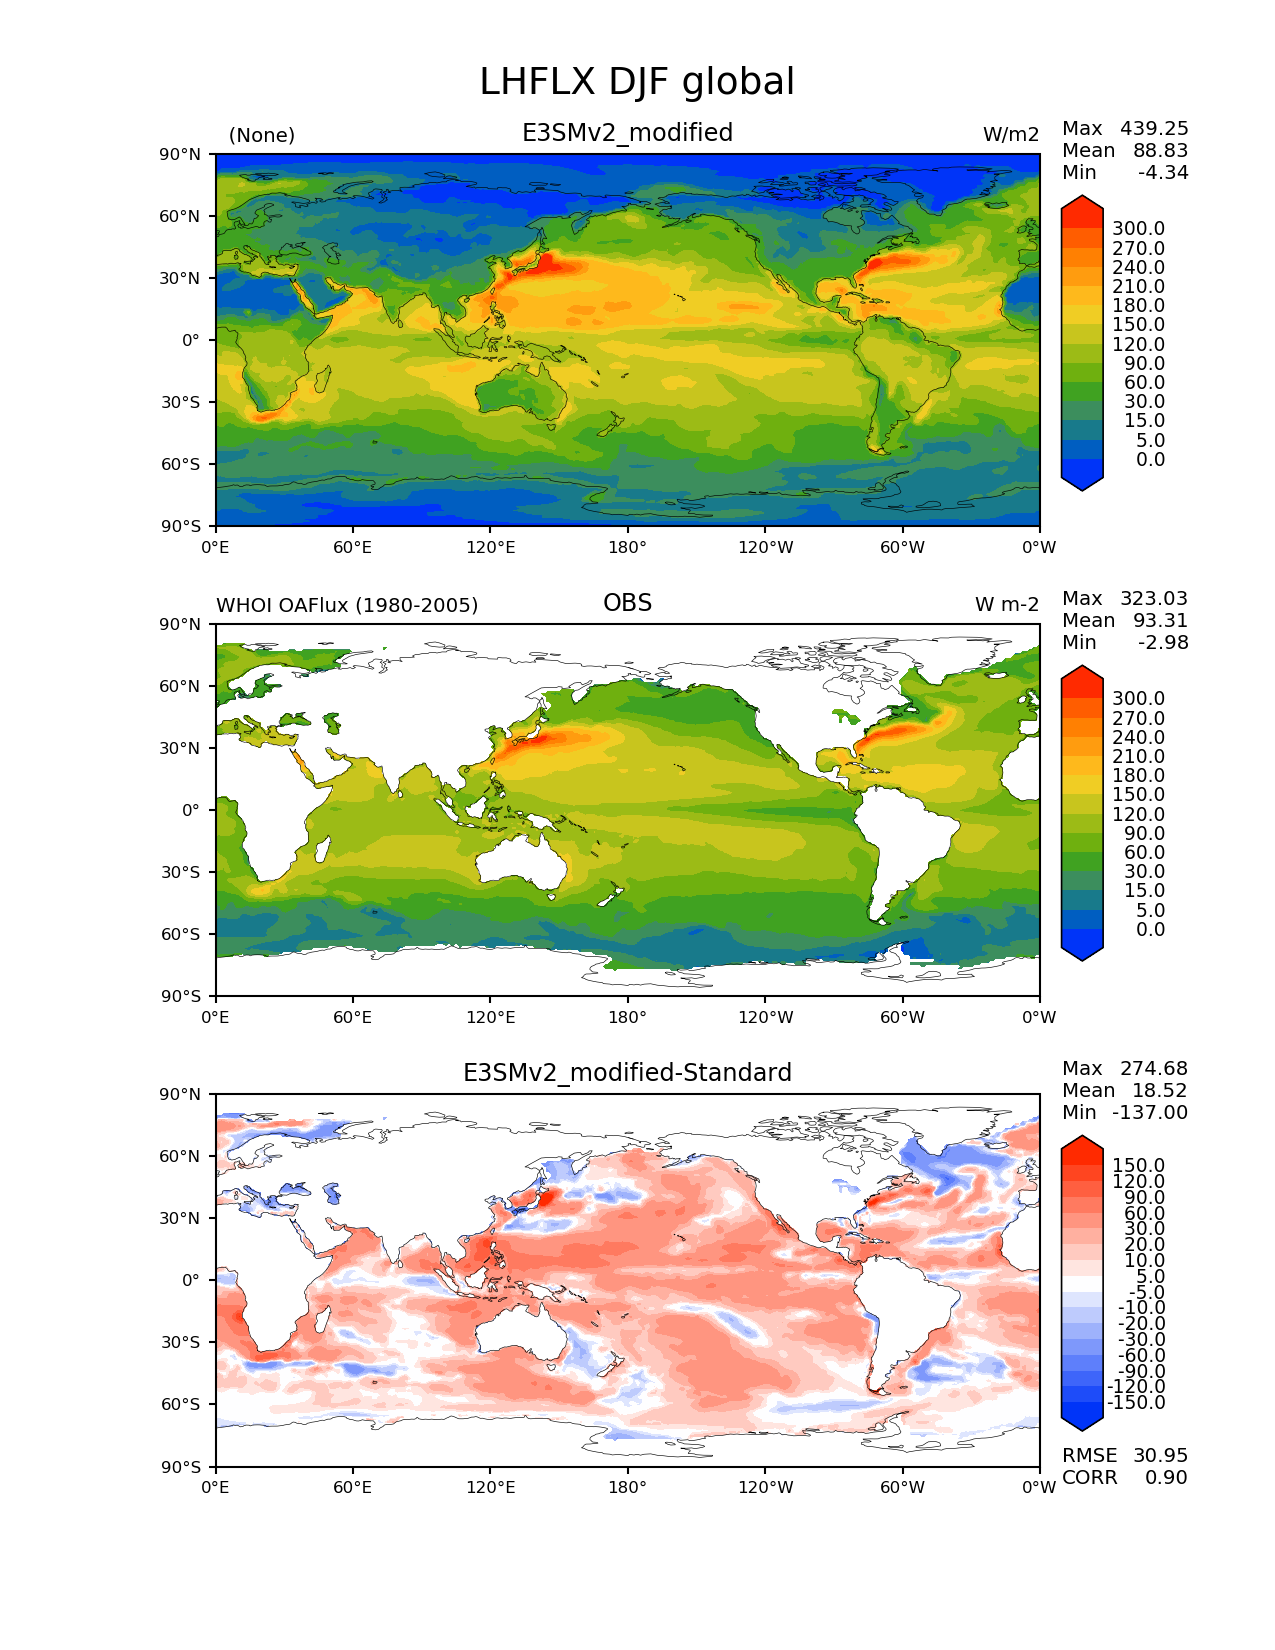 LHFLX DJF global
(None) E3SMv2_modified W/m2
Max 439.25
Mean 88.83
Min -4.34
90°N
60°N
30°N
0°
30°S
60°S
90°S
0°E 60°E 120°E 180° 120°W 60°W 0°W
300.0
270.0
240.0
210.0
180.0
150.0
120.0
90.0
60.0
30.0
15.0
5.0
0.0
WHOI OAFlux (1980-2005) OBS W m-2
Max 323.03
Mean 93.31
Min -2.98
90°N
60°N
30°N
0°
30°S
60°S
90°S
0°E 60°E 120°E 180° 120°W 60°W 0°W
300.0
270.0
240.0
210.0
180.0
150.0
120.0
90.0
60.0
30.0
15.0
5.0
0.0
E3SMv2_modified-Standard
Max 274.68
Mean 18.52
Min -137.00
90°N
60°N
30°N
0°
30°S
60°S
90°S
0°E 60°E 120°E 180° 120°W 60°W 0°W
150.0
120.0
90.0
60.0
30.0
20.0
10.0
5.0
-5.0
-10.0
-20.0
-30.0
-60.0
-90.0
-120.0
-150.0
RMSE 30.95
CORR 0.90